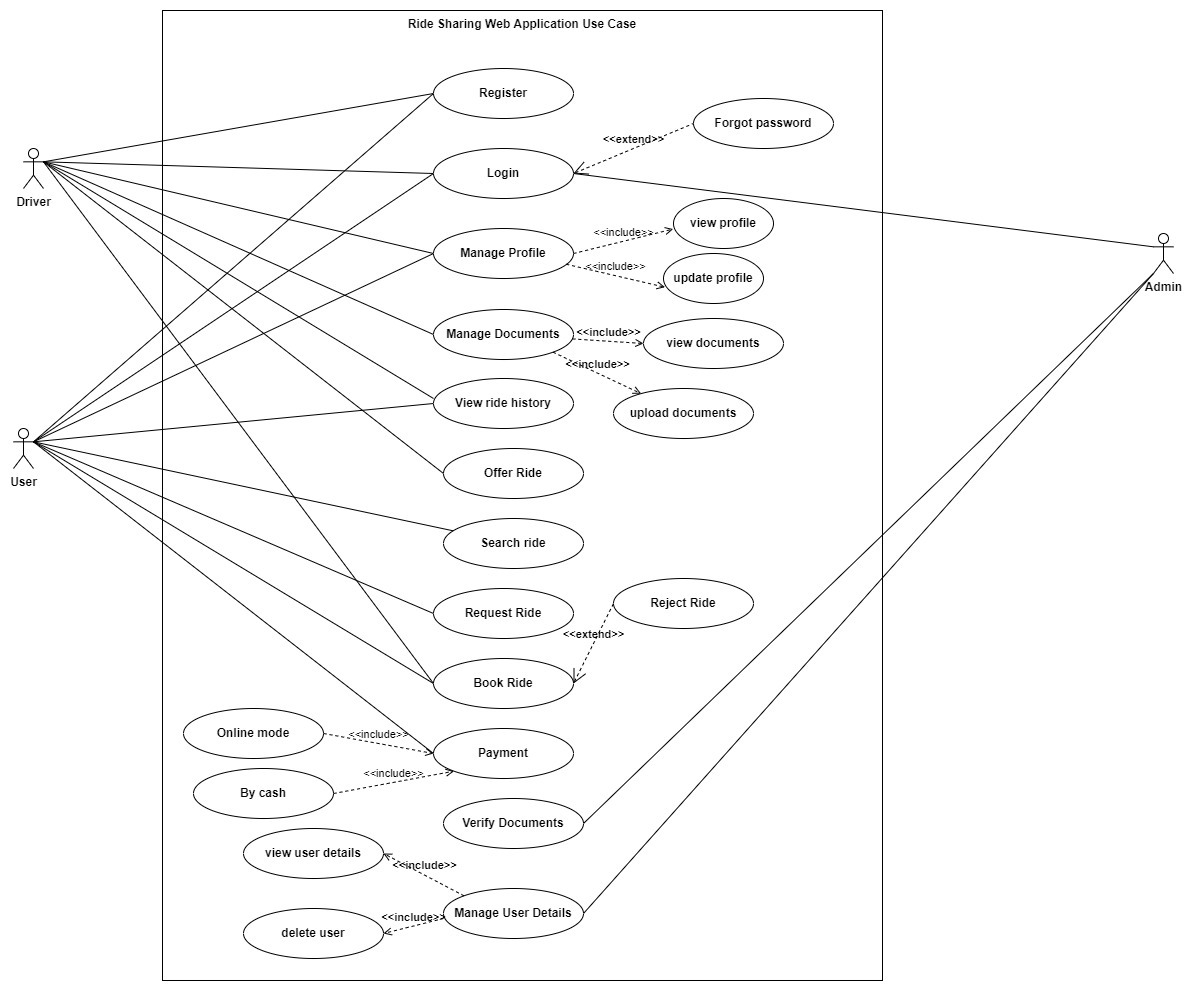 Ride Sharing Web Application Use Case
Register
Forgot password
<<extend>>
Login
Driver
view profile
<<include>>
Manage Profile
<<include>>
update profile
Admin
Manage Documents
<<include>>
view documents
<<include>>
View ride history
upload documents
User
Offer Ride
Search ride
Request Ride
Reject Ride
<<extend>>
Book Ride
Online mode
<<include>>
Payment
<<include>>
By cash
Verify Documents
view user details
<<include>>
Manage User Details
<<include>>
delete user